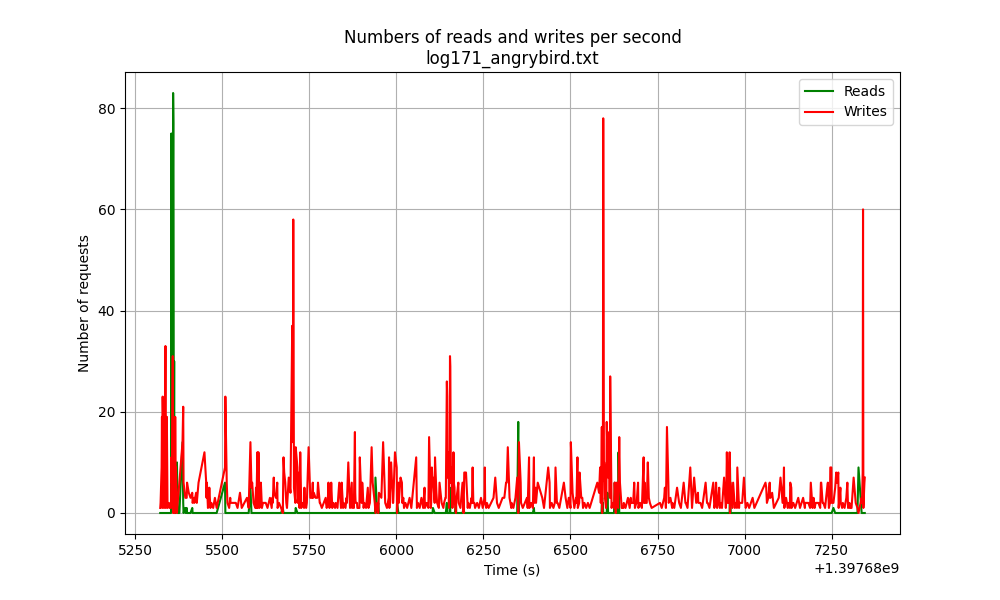 Numbers of reads and writes per second
log171_angrybird.txt
Reads
Writes
Number of requests
80
60
40
20
0
5250 5500 5750 6000 6250 6500 6750 7000 7250
Time (s)
+1.39768e9